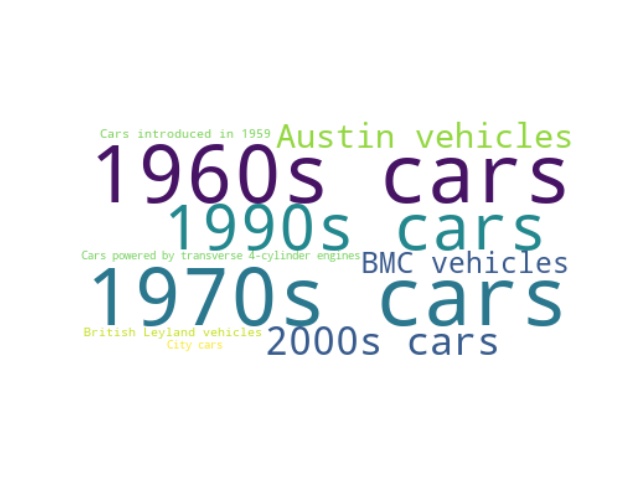 Cars introduced in 1959
Austin vehicles
1960s cars
1990s cars
Cars powered by transverse 4-cylinder engines
BMC vehicles
1970s cars
British Leyland vehicles
2000s cars
City cars